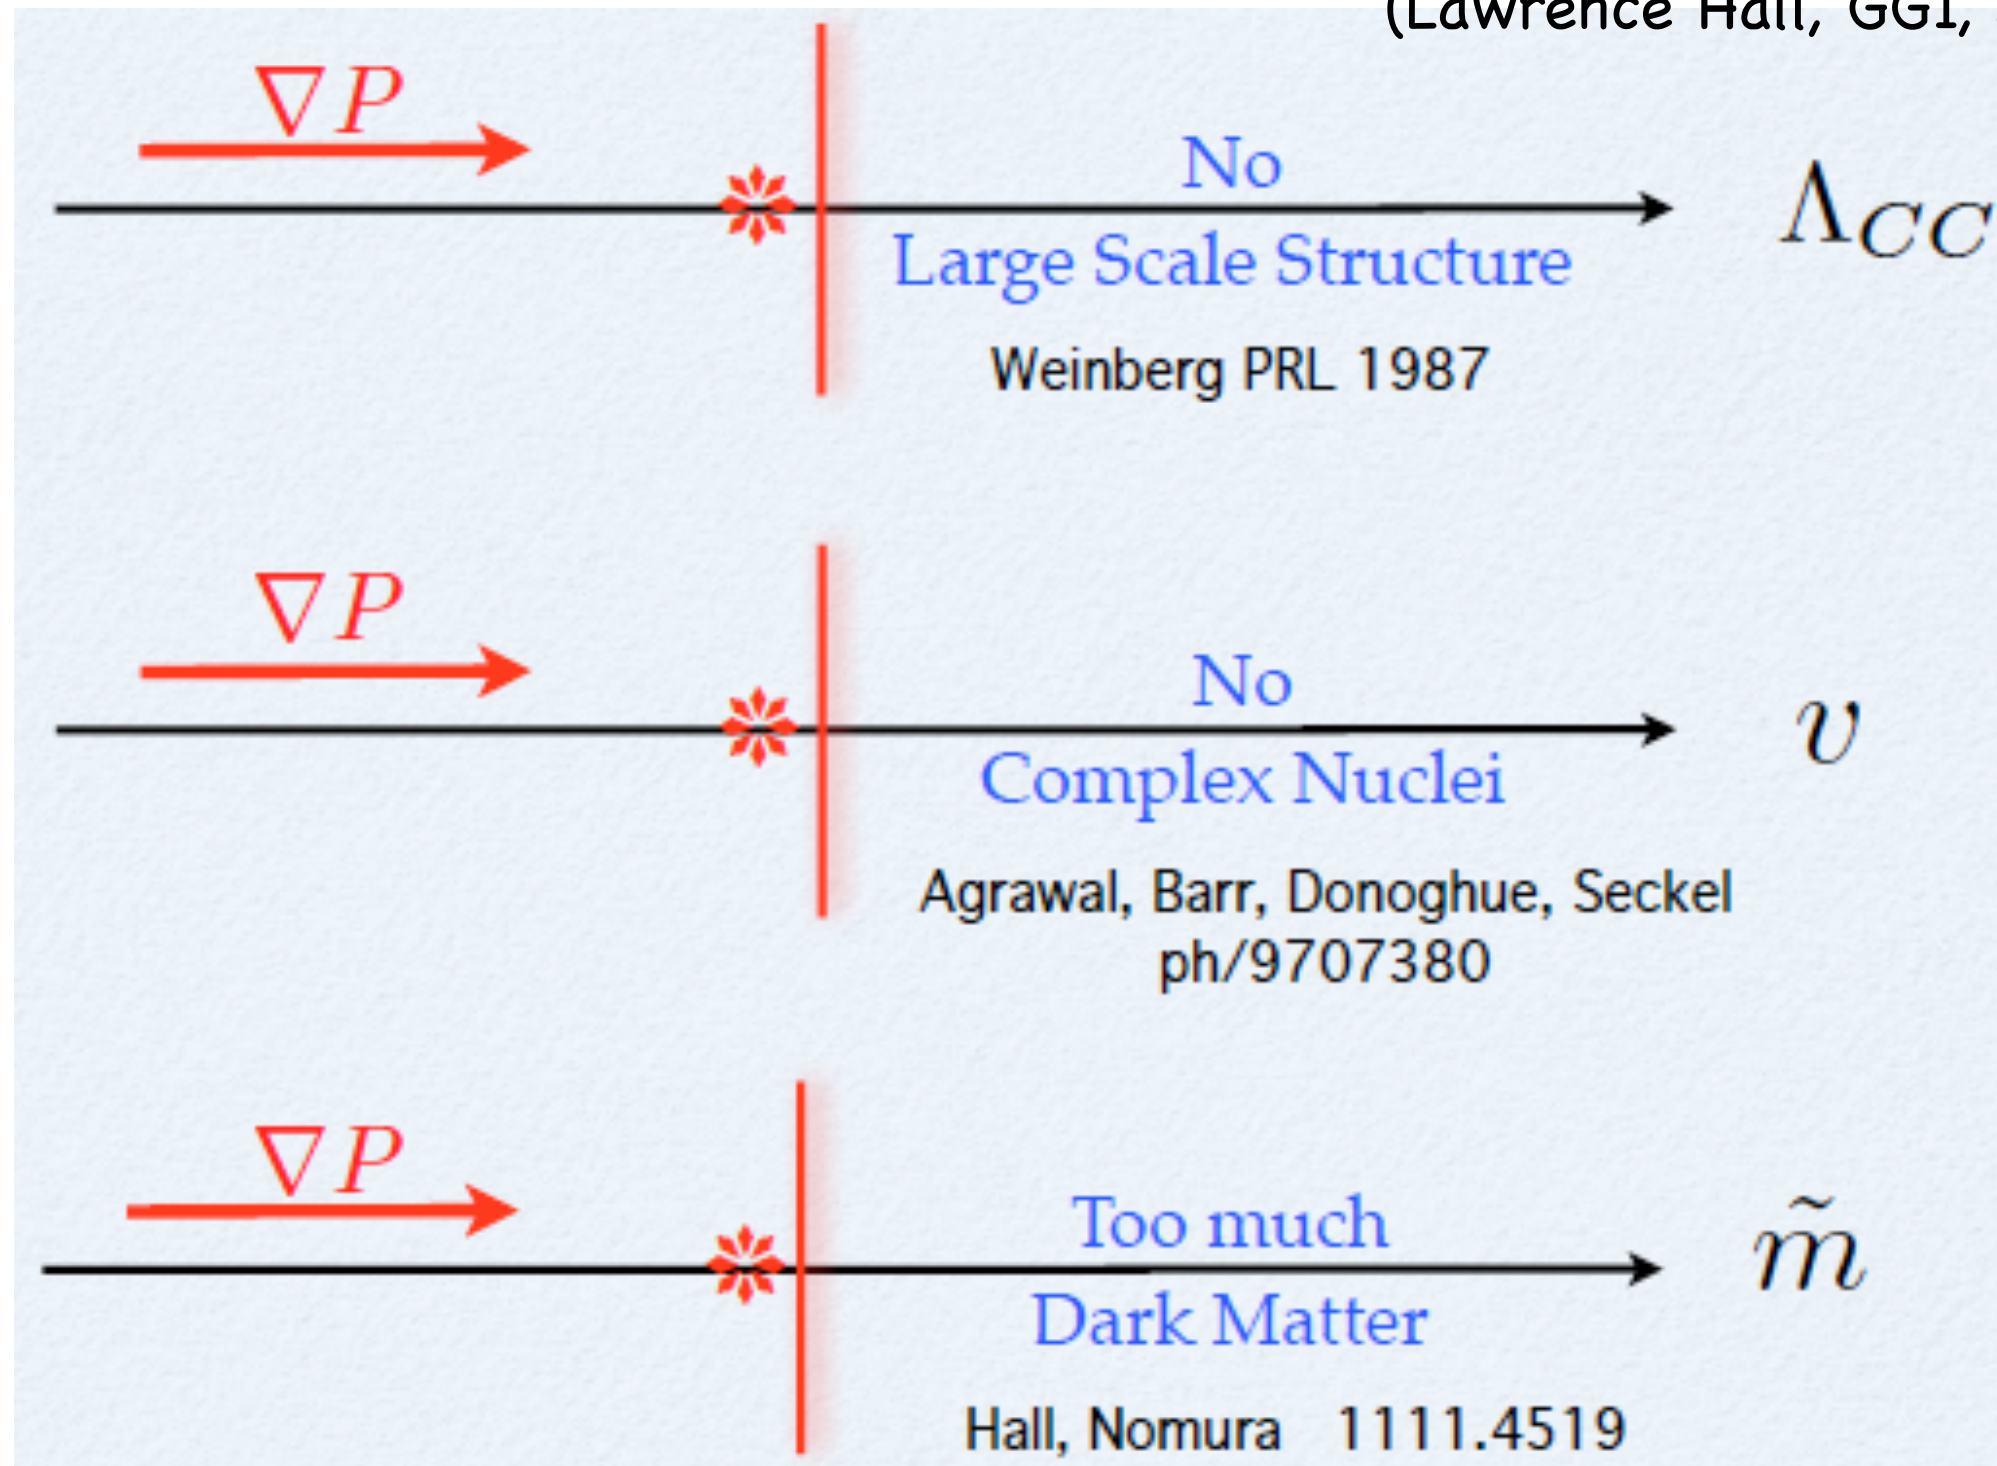 (Lawrence Hall, GGI,
∇P
No
Λ_CC
Large Scale Structure
Weinberg PRL 1987
∇P
No
v
Complex Nuclei
Agrawal, Barr, Donoghue, Seckel
ph/9707380
∇P
Too much
m̃
Dark Matter
Hall, Nomura 1111.4519